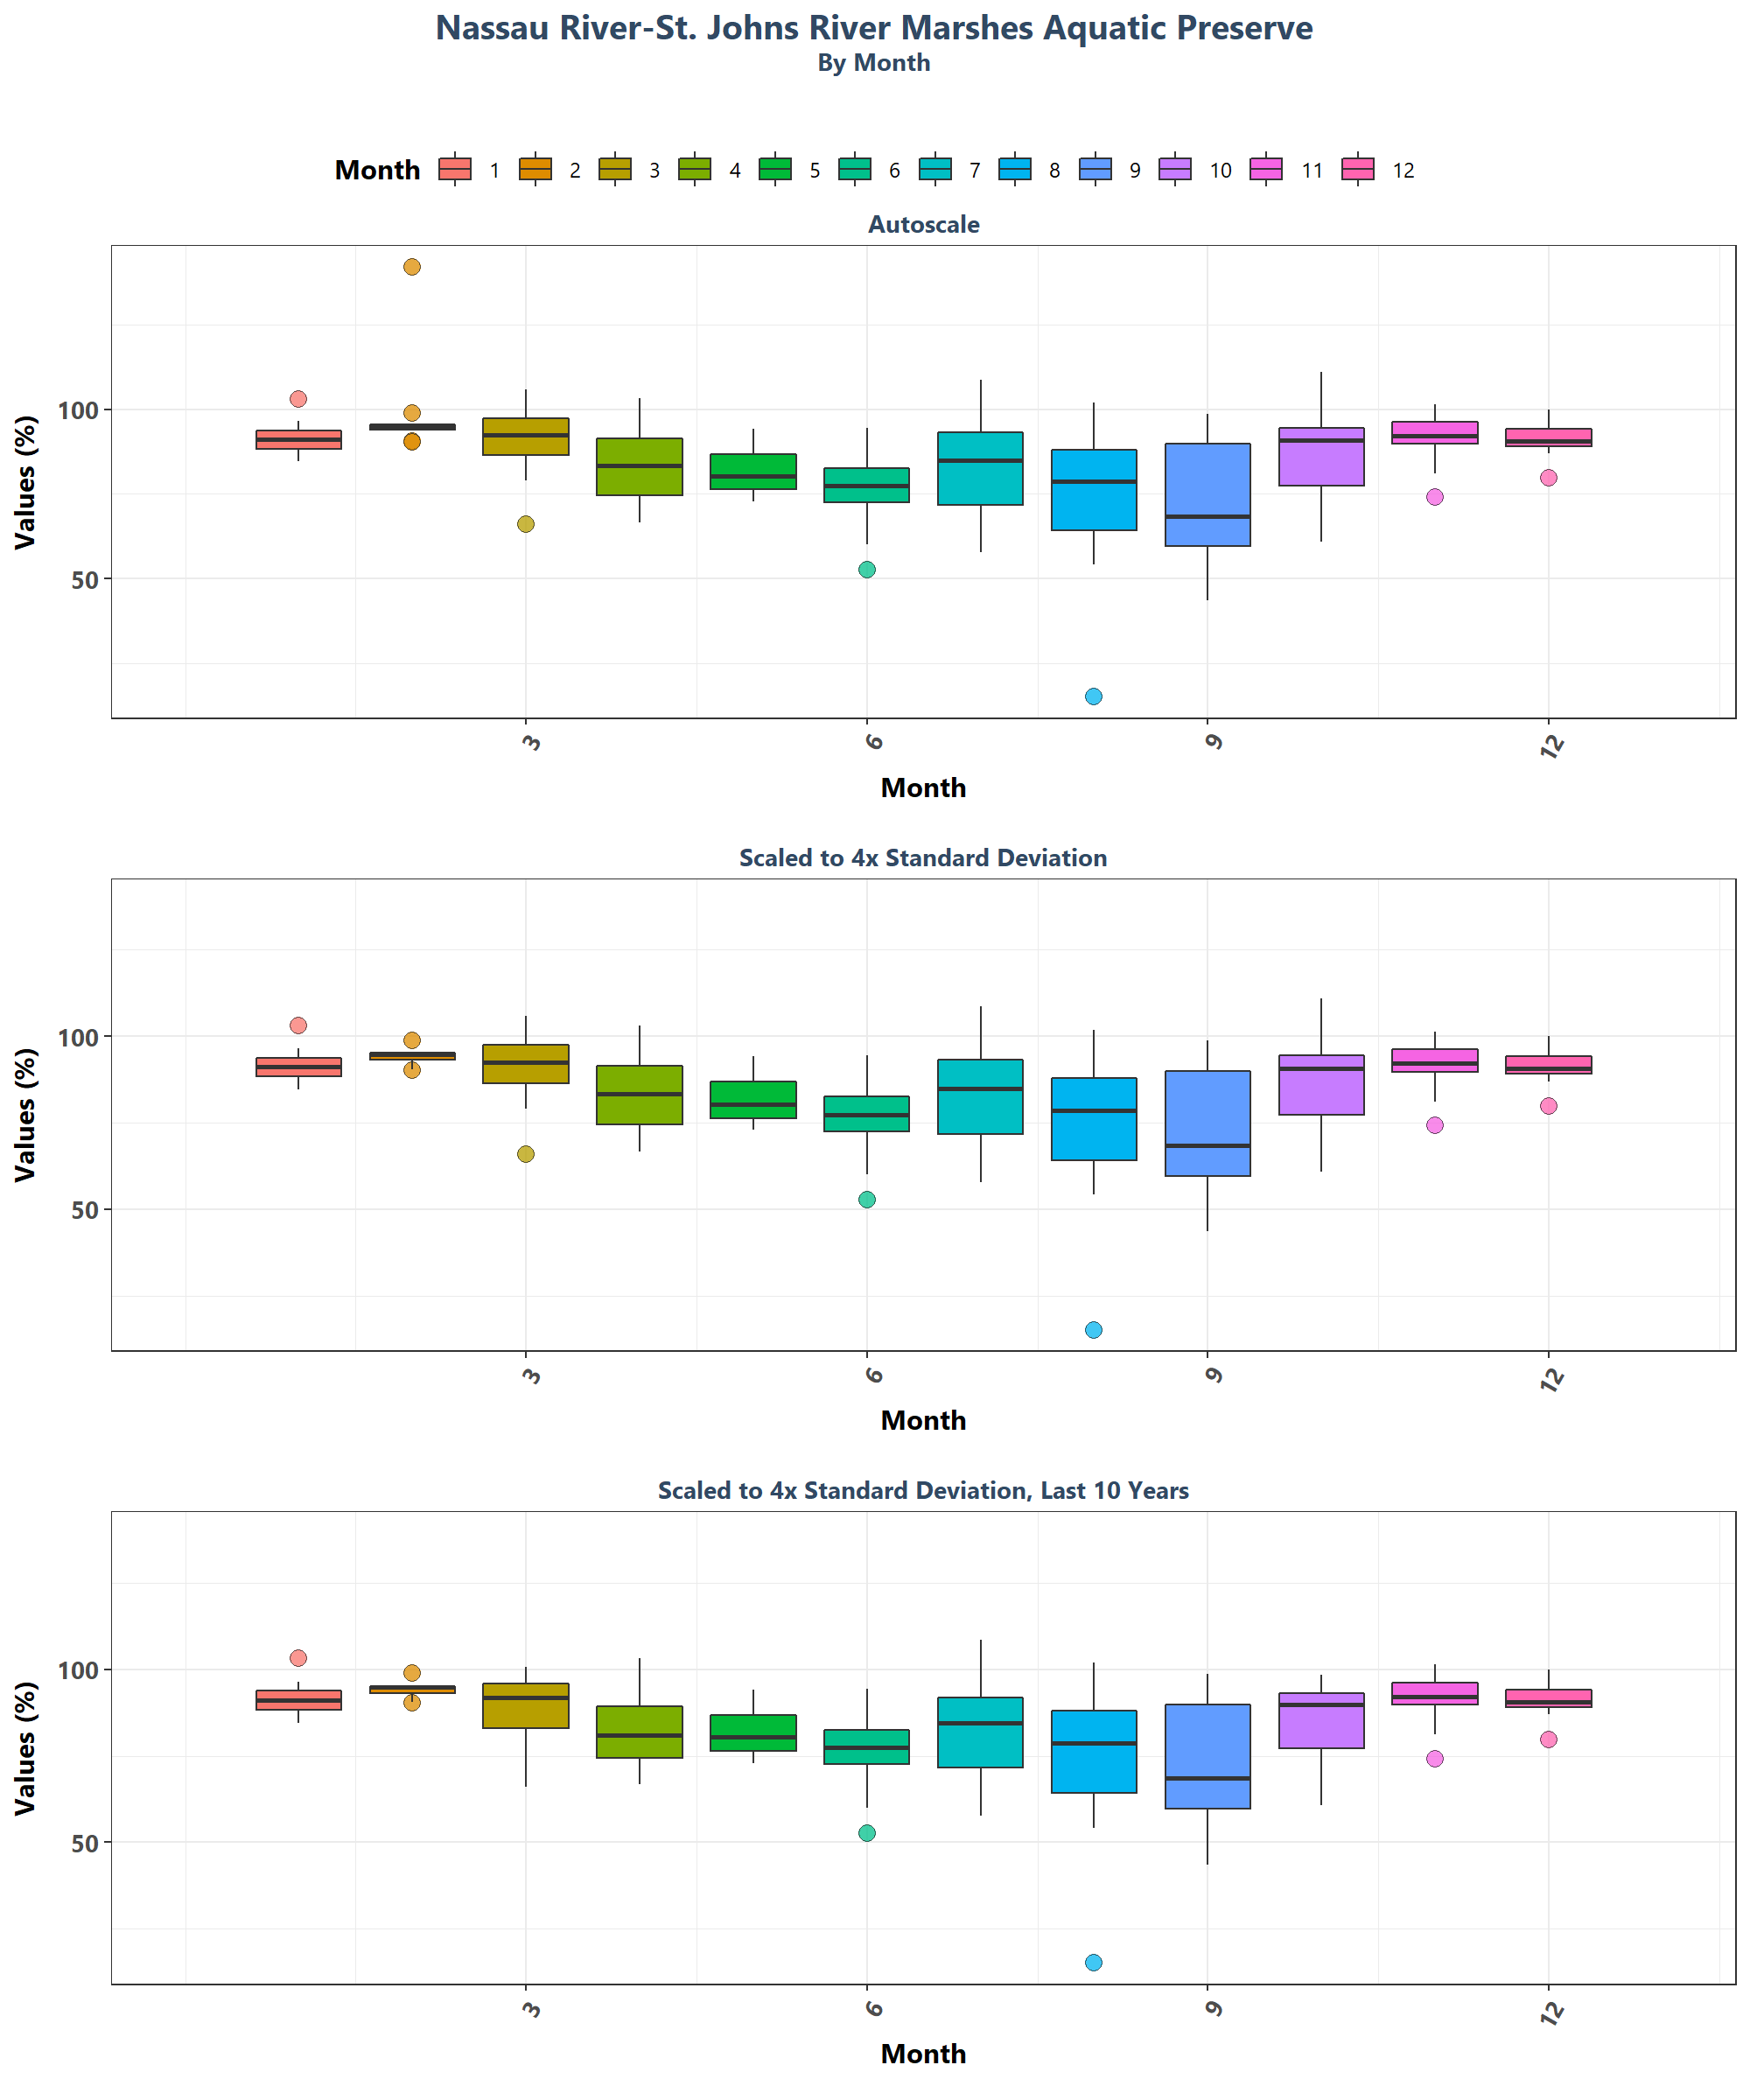 Nassau River-St. Johns River Marshes Aquatic Preserve
By Month
Month 1 2 3 4 5 6 7 8 9 10 11 12
Autoscale
Values (%)
100
50
3 6 9 12
Month
Scaled to 4x Standard Deviation
Values (%)
100
50
3 6 9 12
Month
Scaled to 4x Standard Deviation, Last 10 Years
Values (%)
100
50
3 6 9 12
Month